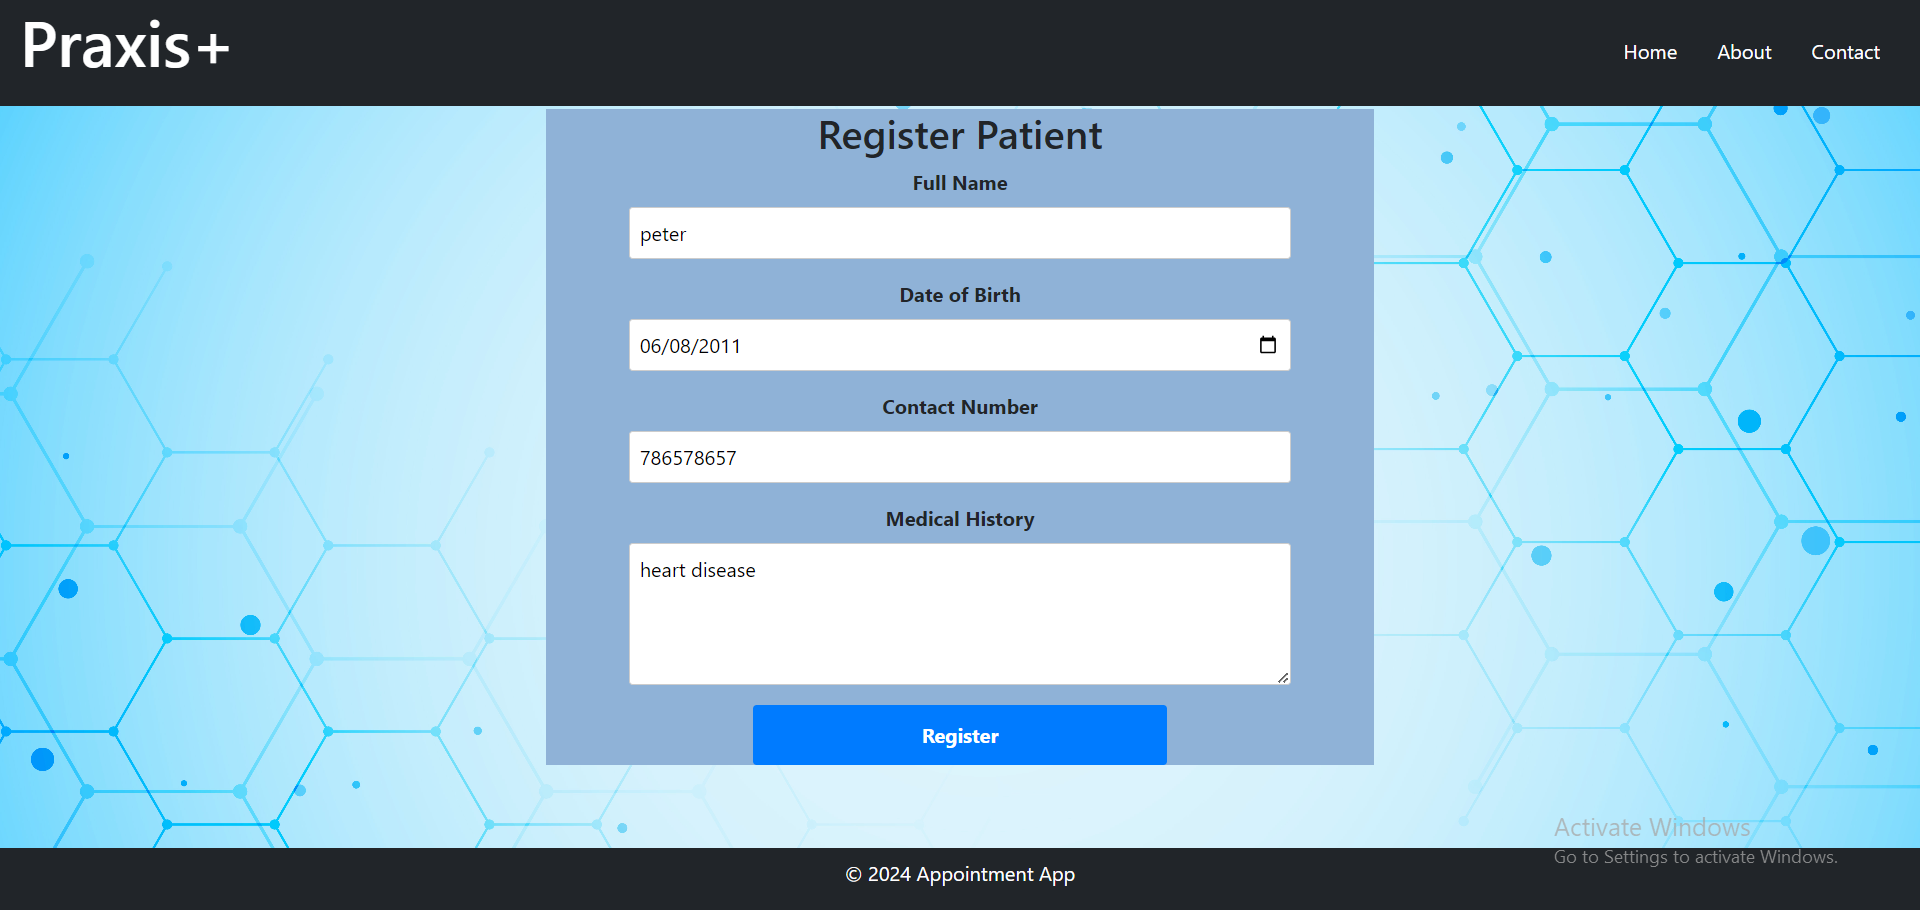 Praxis+
Home About Contact
Register Patient
Full Name
peter
Date of Birth
06/08/2011
Contact Number
786578657
Medical History
heart disease
Register
Activate Windows
Go to Settings to activate Windows.
© 2024 Appointment App